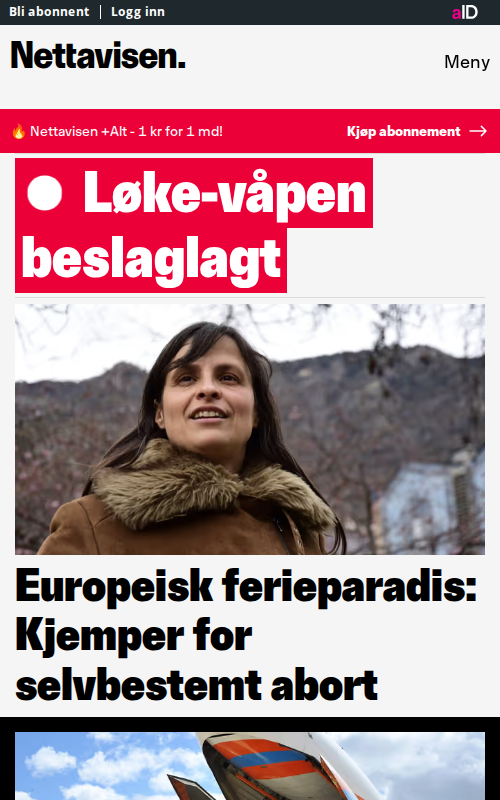 Bli abonnent | Logg inn
aID
Nettavisen.
Meny
🔥 Nettavisen +Alt - 1 kr for 1 md!
Kjøp abonnement →
Løke-våpen
beslaglagt
Europeisk ferieparadis:
Kjemper for
selvbestemt abort